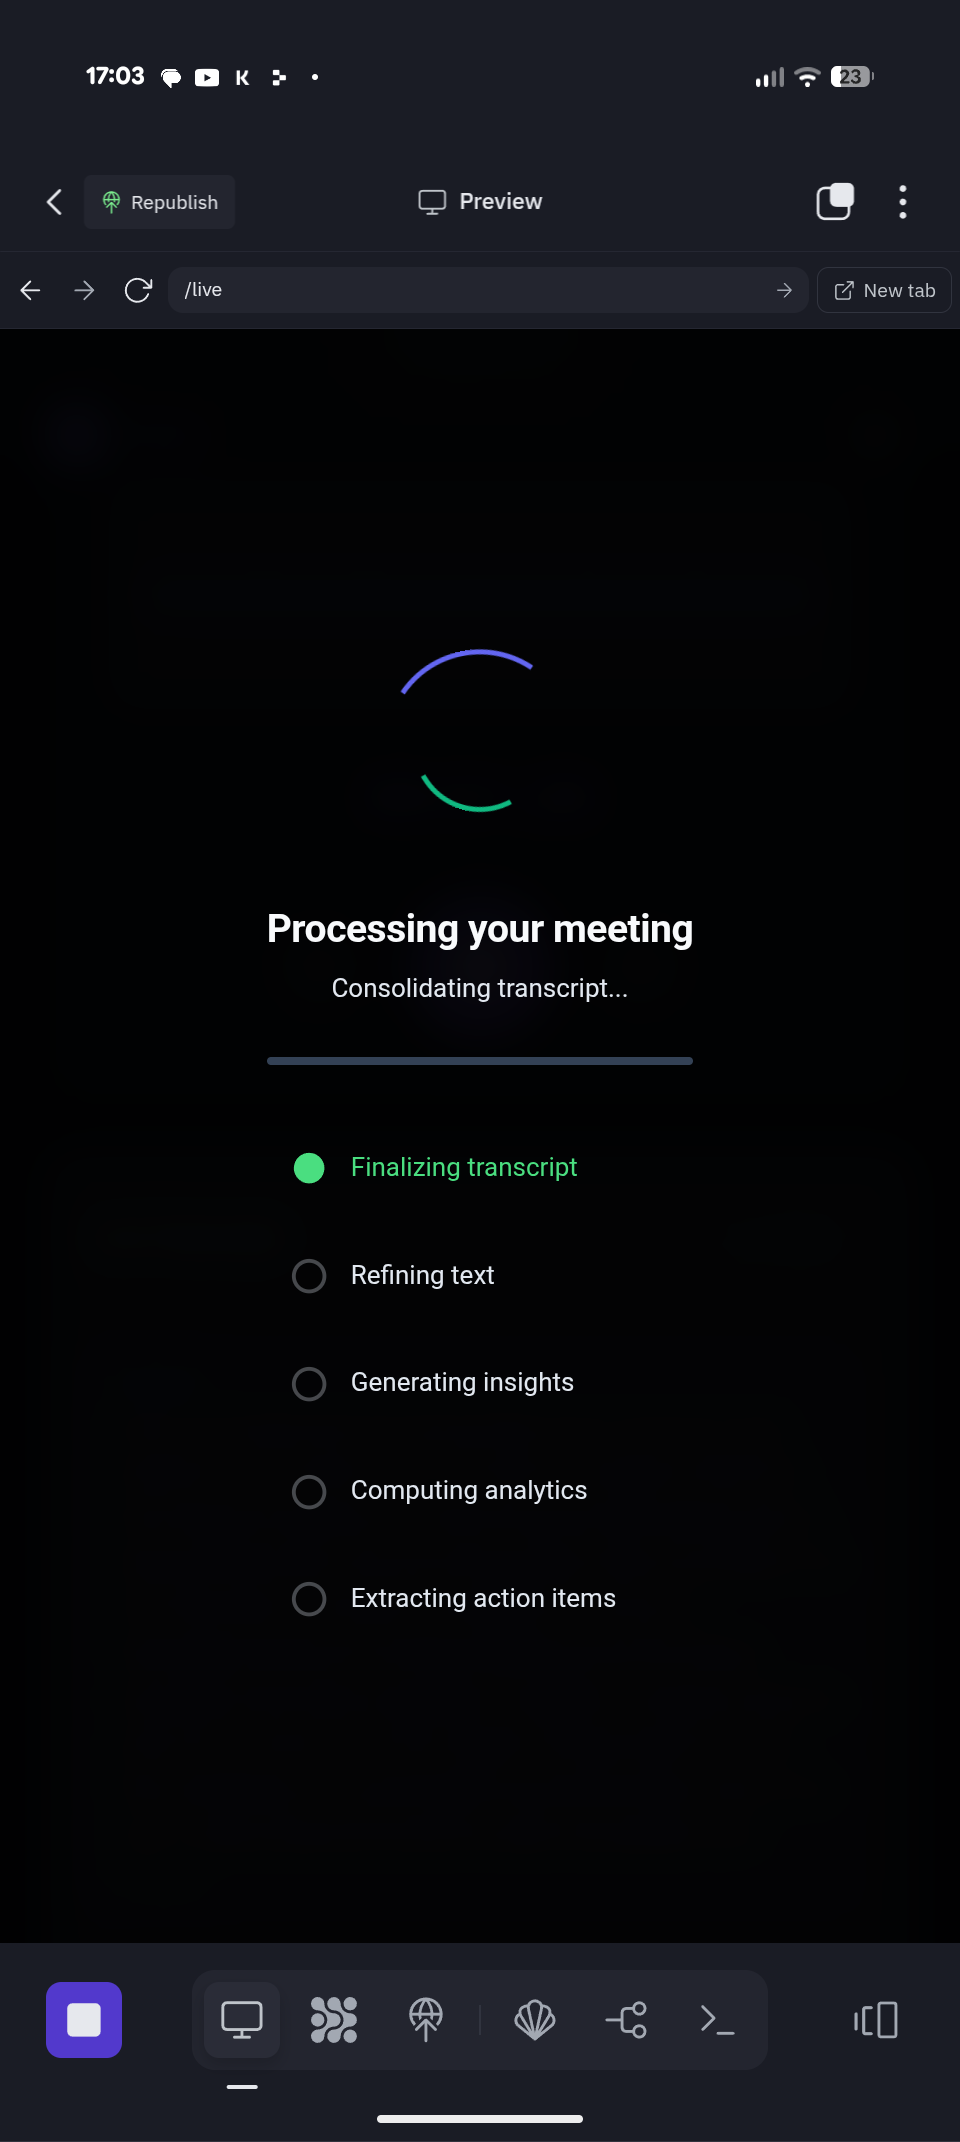 17:03
23
Republish
Preview
/live
New tab
Processing your meeting
Consolidating transcript...
Finalizing transcript
Refining text
Generating insights
Computing analytics
Extracting action items